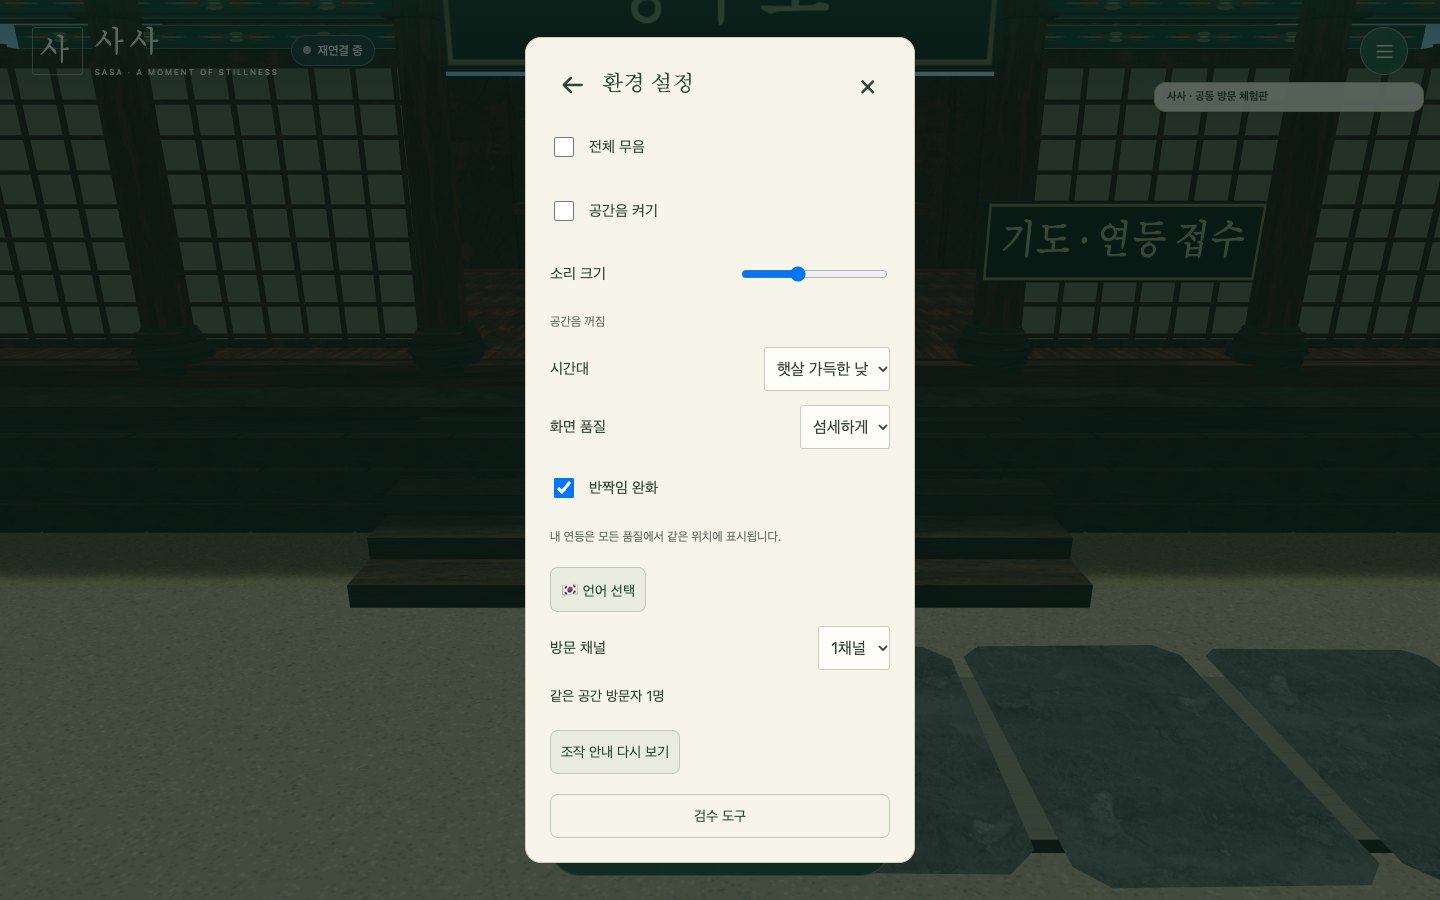 사
사사
SASA · A MOMENT OF STILLNESS
재연결 중
사사 · 공동 방문 체험판
기도·연등 접수
환경 설정
전체 무음
공간음 켜기
소리 크기
공간음 꺼짐
시간대
햇살 가득한 낮
화면 품질
섬세하게
반짝임 완화
내 연등은 모든 품질에서 같은 위치에 표시됩니다.
언어 선택
방문 채널
1채널
같은 공간 방문자 1명
조작 안내 다시 보기
검수 도구